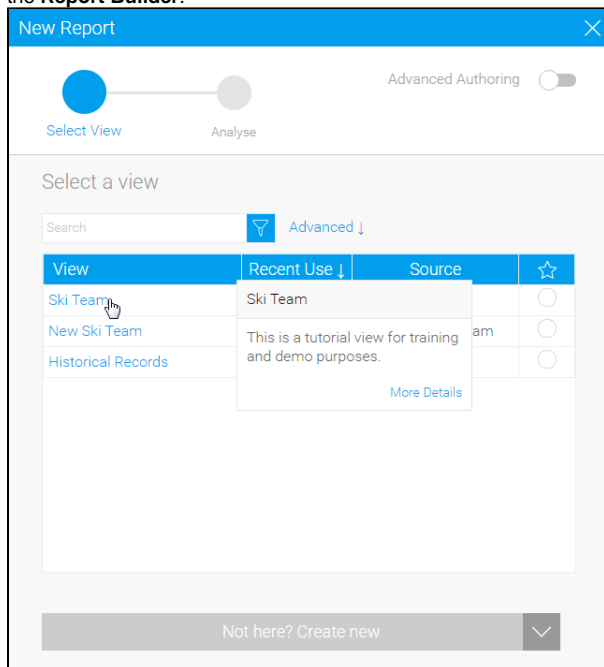 the Report Builder.
New Report
Advanced Authoring
Select View
Analyse
Select a view
Search
Advanced ↓
View
Recent Use ↓
Source
Ski Team
Ski Team
New Ski Team
This is a tutorial view for training
am
and demo purposes.
Historical Records
More Details
Not here? Create new